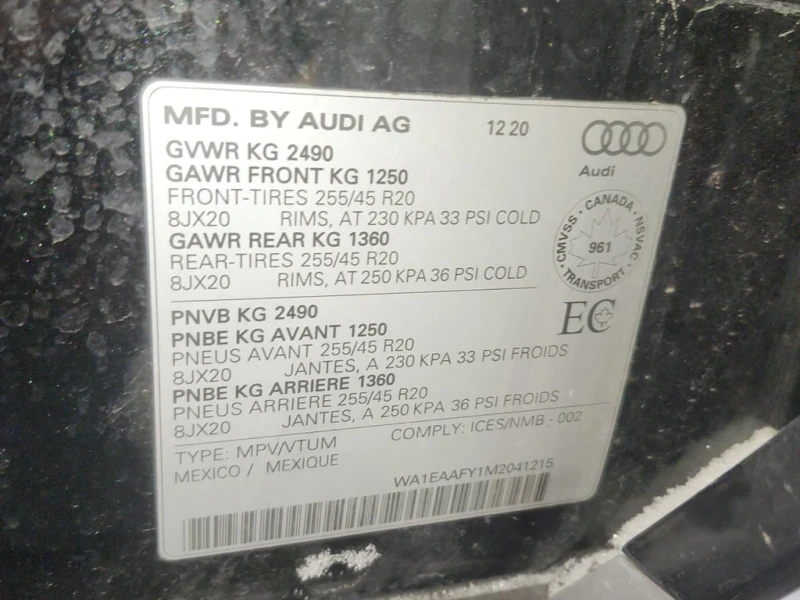 MFD. BY AUDI AG 12 20
Audi
GVWR KG 2490
GAWR FRONT KG 1250
FRONT-TIRES 255/45 R20
8JX20 RIMS, AT 230 KPA 33 PSI COLD
GAWR REAR KG 1360
REAR-TIRES 255/45 R20
8JX20 RIMS, AT 250 KPA 36 PSI COLD
CMVSS · CANADA · NSVAC · TRANSPORT ·
961
PNVB KG 2490
PNBE KG AVANT 1250
PNEUS AVANT 255/45 R20
8JX20 JANTES, A 230 KPA 33 PSI FROIDS
PNBE KG ARRIERE 1360
PNEUS ARRIERE 255/45 R20
8JX20 JANTES, A 250 KPA 36 PSI FROIDS
EC
TYPE: MPV/VTUM COMPLY: ICES/NMB - 002
MEXICO / MEXIQUE
WA1EAAFY1M2041215